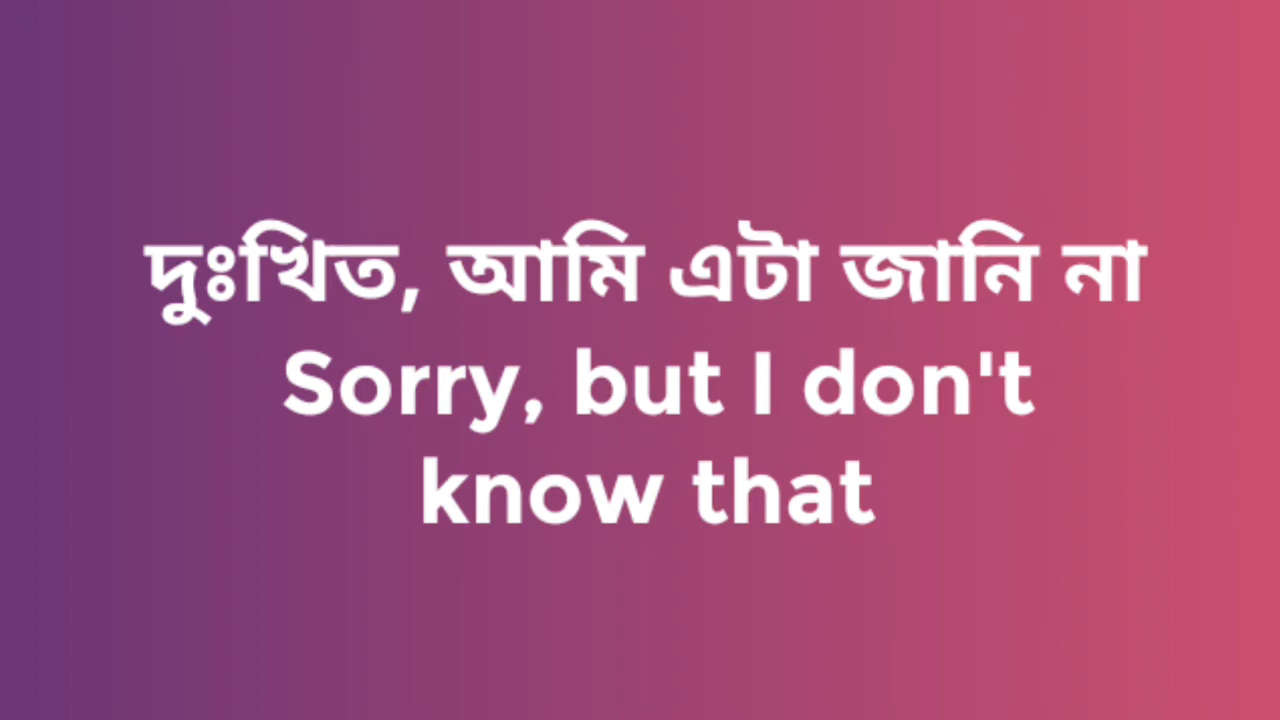 দুঃখিত, আমি এটা জানি না
Sorry, but I don't
know that